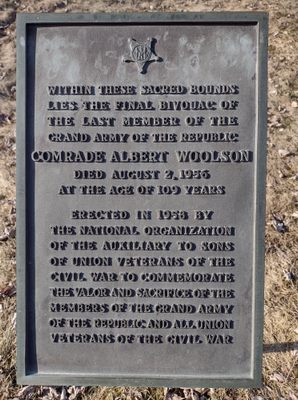 WITHIN THESE SACRED BOUNDS
LIES THE FINAL BIVOUAC OF
THE LAST MEMBER OF THE
GRAND ARMY OF THE REPUBLIC
COMRADE ALBERT WOOLSON
DIED AUGUST 2, 1956
AT THE AGE OF 109 YEARS
ERECTED IN 1958 BY
THE NATIONAL ORGANIZATION
OF THE AUXILIARY TO SONS
OF UNION VETERANS OF THE
CIVIL WAR TO COMMEMORATE
THE VALOR AND SACRIFICE OF THE
MEMBERS OF THE GRAND ARMY
OF THE REPUBLIC AND ALL UNION
VETERANS OF THE CIVIL WAR